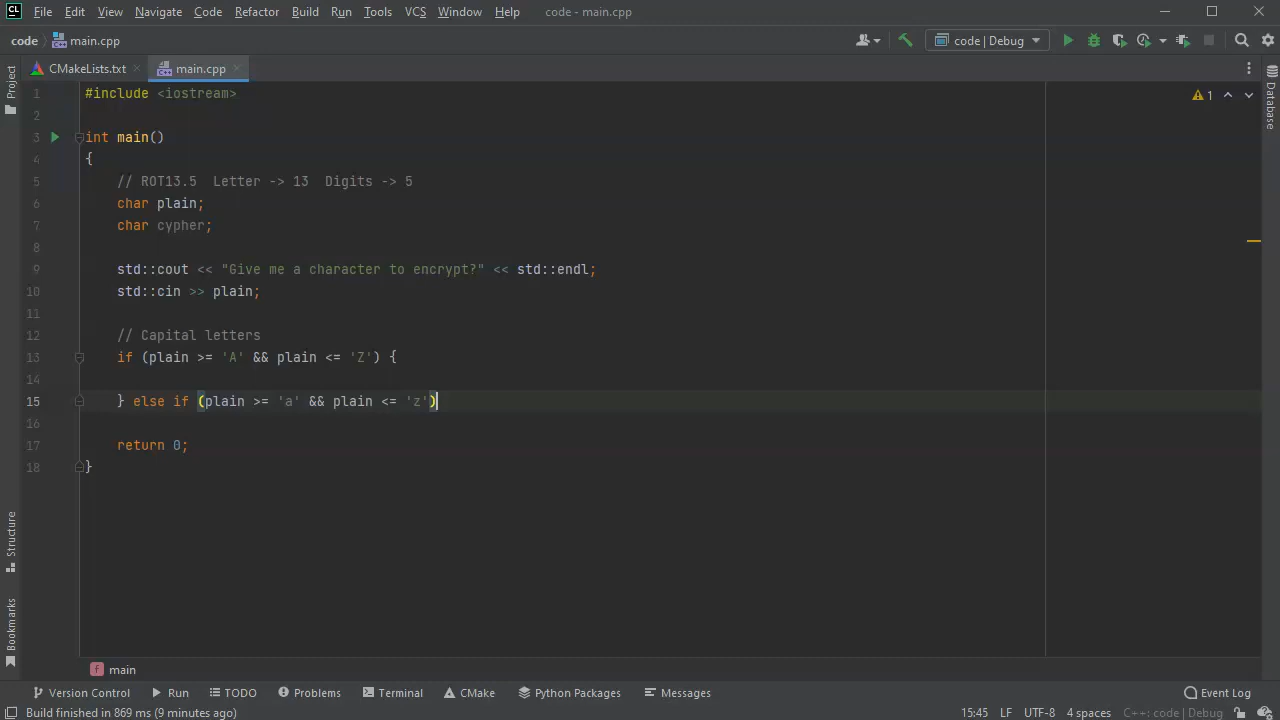 CL File Edit View Navigate Code Refactor Build Run Tools VCS Window Help code - main.cpp
code main.cpp code | Debug
CMakeLists.txt main.cpp
Project
Database
1 #include <iostream>
1
2
3 int main()
4 {
5 // ROT13.5  Letter -> 13  Digits -> 5
6 char plain;
7 char cypher;
8
9 std::cout << "Give me a character to encrypt?" << std::endl;
10 std::cin >> plain;
11
12 // Capital letters
13 if (plain >= 'A' && plain <= 'Z') {
14
15 } else if (plain >= 'a' && plain <= 'z')
16
17 return 0;
18 }
Structure
Bookmarks
f main
Version Control Run TODO Problems Terminal CMake Python Packages Messages Event Log
Build finished in 869 ms (9 minutes ago) 15:45 LF UTF-8 4 spaces C++: code | Debug